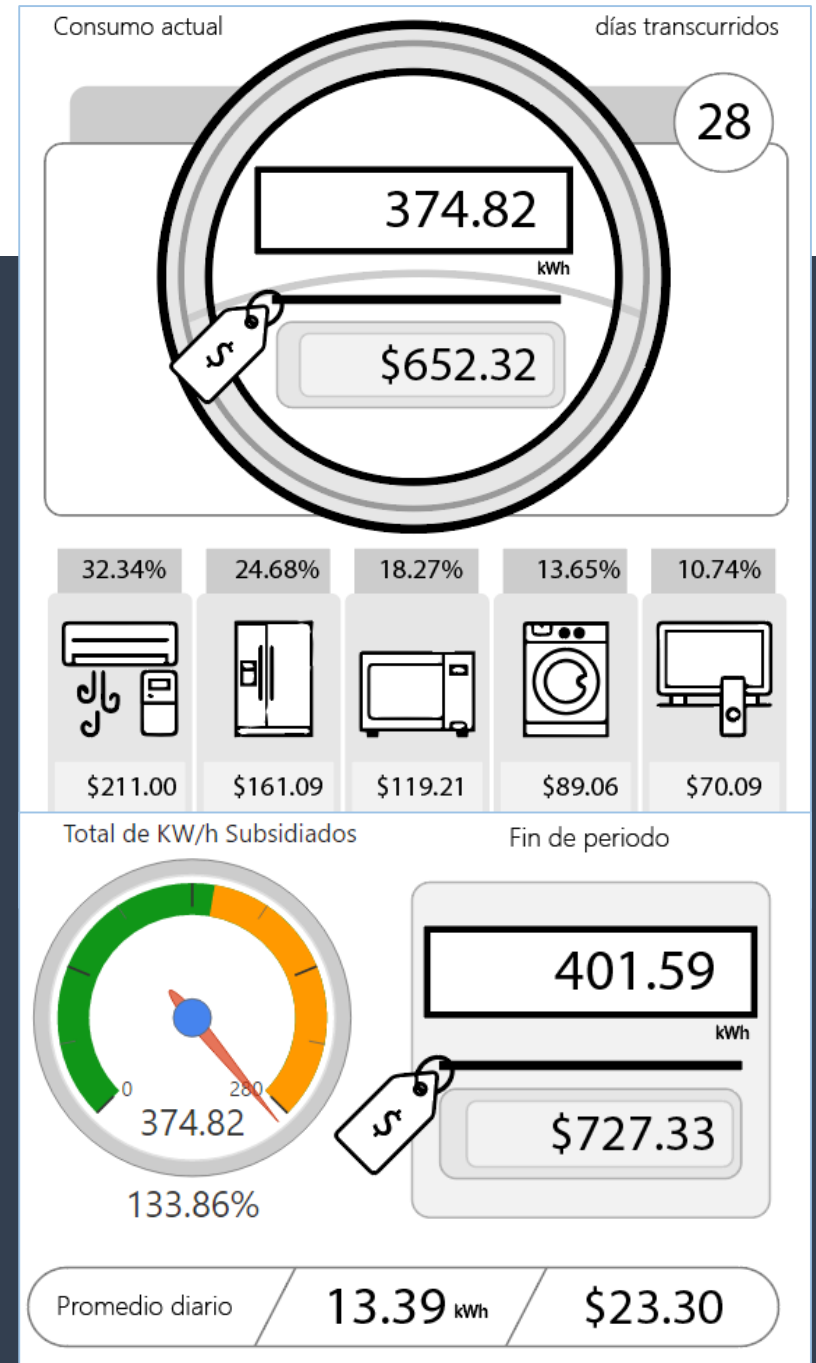 Consumo actual
días transcurridos
28
374.82
kWh
$
$652.32
32.34% 24.68% 18.27% 13.65% 10.74%
$211.00 $161.09 $119.21 $89.06 $70.09
Total de KW/h Subsidiados
0 280
374.82
133.86%
Fin de periodo
401.59
kWh
$
$727.33
Promedio diario 13.39 kWh $23.30